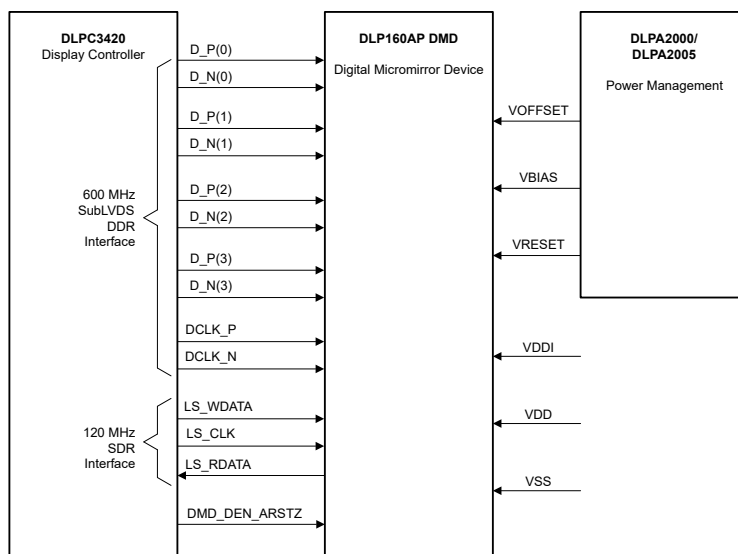 DLPC3420
Display Controller
600 MHz
SubLVDS
DDR
Interface
120 MHz
SDR
Interface
D_P(0)
D_N(0)
D_P(1)
D_N(1)
D_P(2)
D_N(2)
D_P(3)
D_N(3)
DCLK_P
DCLK_N
LS_WDATA
LS_CLK
LS_RDATA
DMD_DEN_ARSTZ
DLP160AP DMD
Digital Micromirror Device
VOFFSET
VBIAS
VRESET
VDDI
VDD
VSS
DLPA2000/
DLPA2005
Power Management